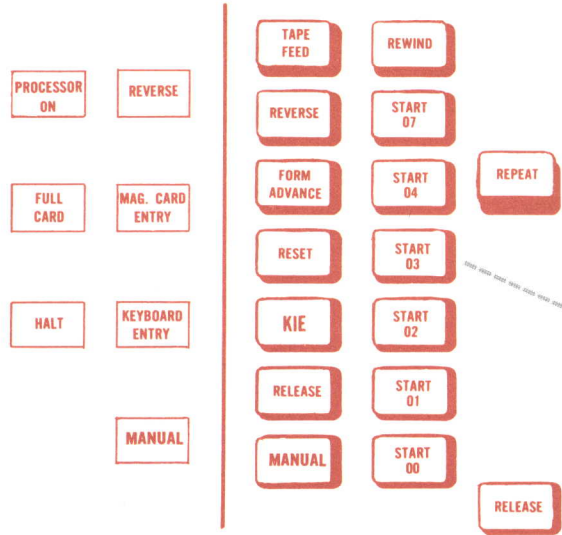 PROCESSOR
ON
REVERSE
FULL
CARD
MAG. CARD
ENTRY
HALT
KEYBOARD
ENTRY
MANUAL
TAPE
FEED
REWIND
REVERSE
START
07
FORM
ADVANCE
START
04
REPEAT
RESET
START
03
KIE
START
02
RELEASE
START
01
MANUAL
START
00
RELEASE